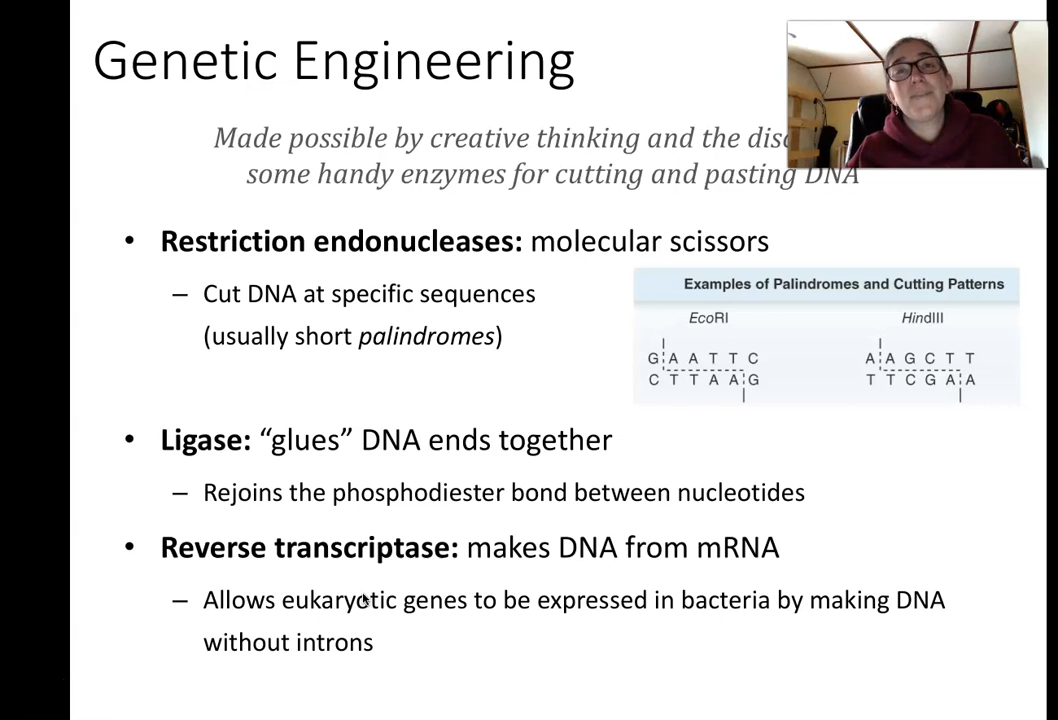 Genetic Engineering
Made possible by creative thinking and the
some handy enzymes for cutting and pasting DNA
• Restriction endonucleases: molecular scissors
– Cut DNA at specific sequences
(usually short palindromes)
Examples of Palindromes and Cutting Patterns
EcoRI HindIII
G A A T T C A A G C T T
C T T A A G T T C G A A
• Ligase: “glues” DNA ends together
– Rejoins the phosphodiester bond between nucleotides
• Reverse transcriptase: makes DNA from mRNA
– Allows eukaryotic genes to be expressed in bacteria by making DNA
without introns